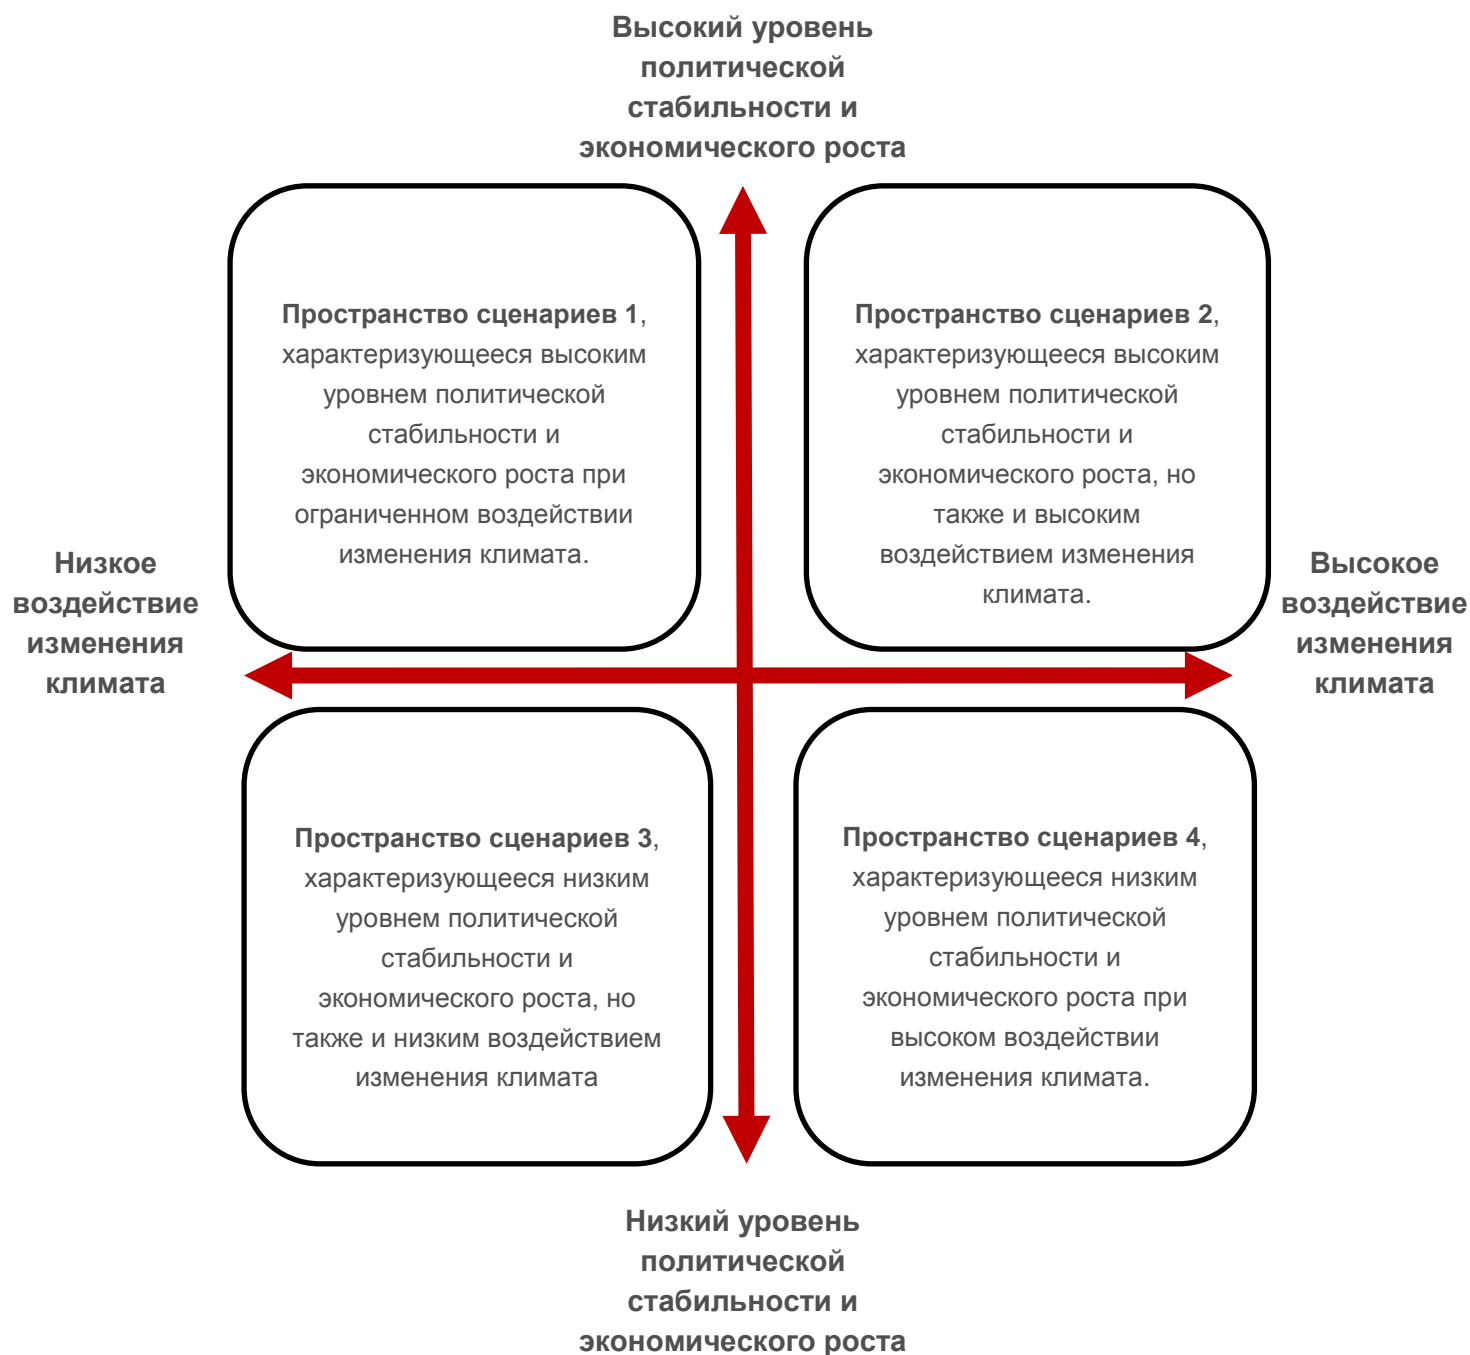 Высокий уровень
политической
стабильности и
экономического роста
Пространство сценариев 1,
характеризующееся высоким
уровнем политической
стабильности и
экономического роста при
ограниченном воздействии
изменения климата.
Пространство сценариев 2,
характеризующееся высоким
уровнем политической
стабильности и
экономического роста, но
также и высоким
воздействием изменения
климата.
Низкое
воздействие
изменения
климата
Высокое
воздействие
изменения
климата
Пространство сценариев 3,
характеризующееся низким
уровнем политической
стабильности и
экономического роста, но
также и низким воздействием
изменения климата
Пространство сценариев 4,
характеризующееся низким
уровнем политической
стабильности и
экономического роста при
высоком воздействии
изменения климата.
Низкий уровень
политической
стабильности и
экономического роста